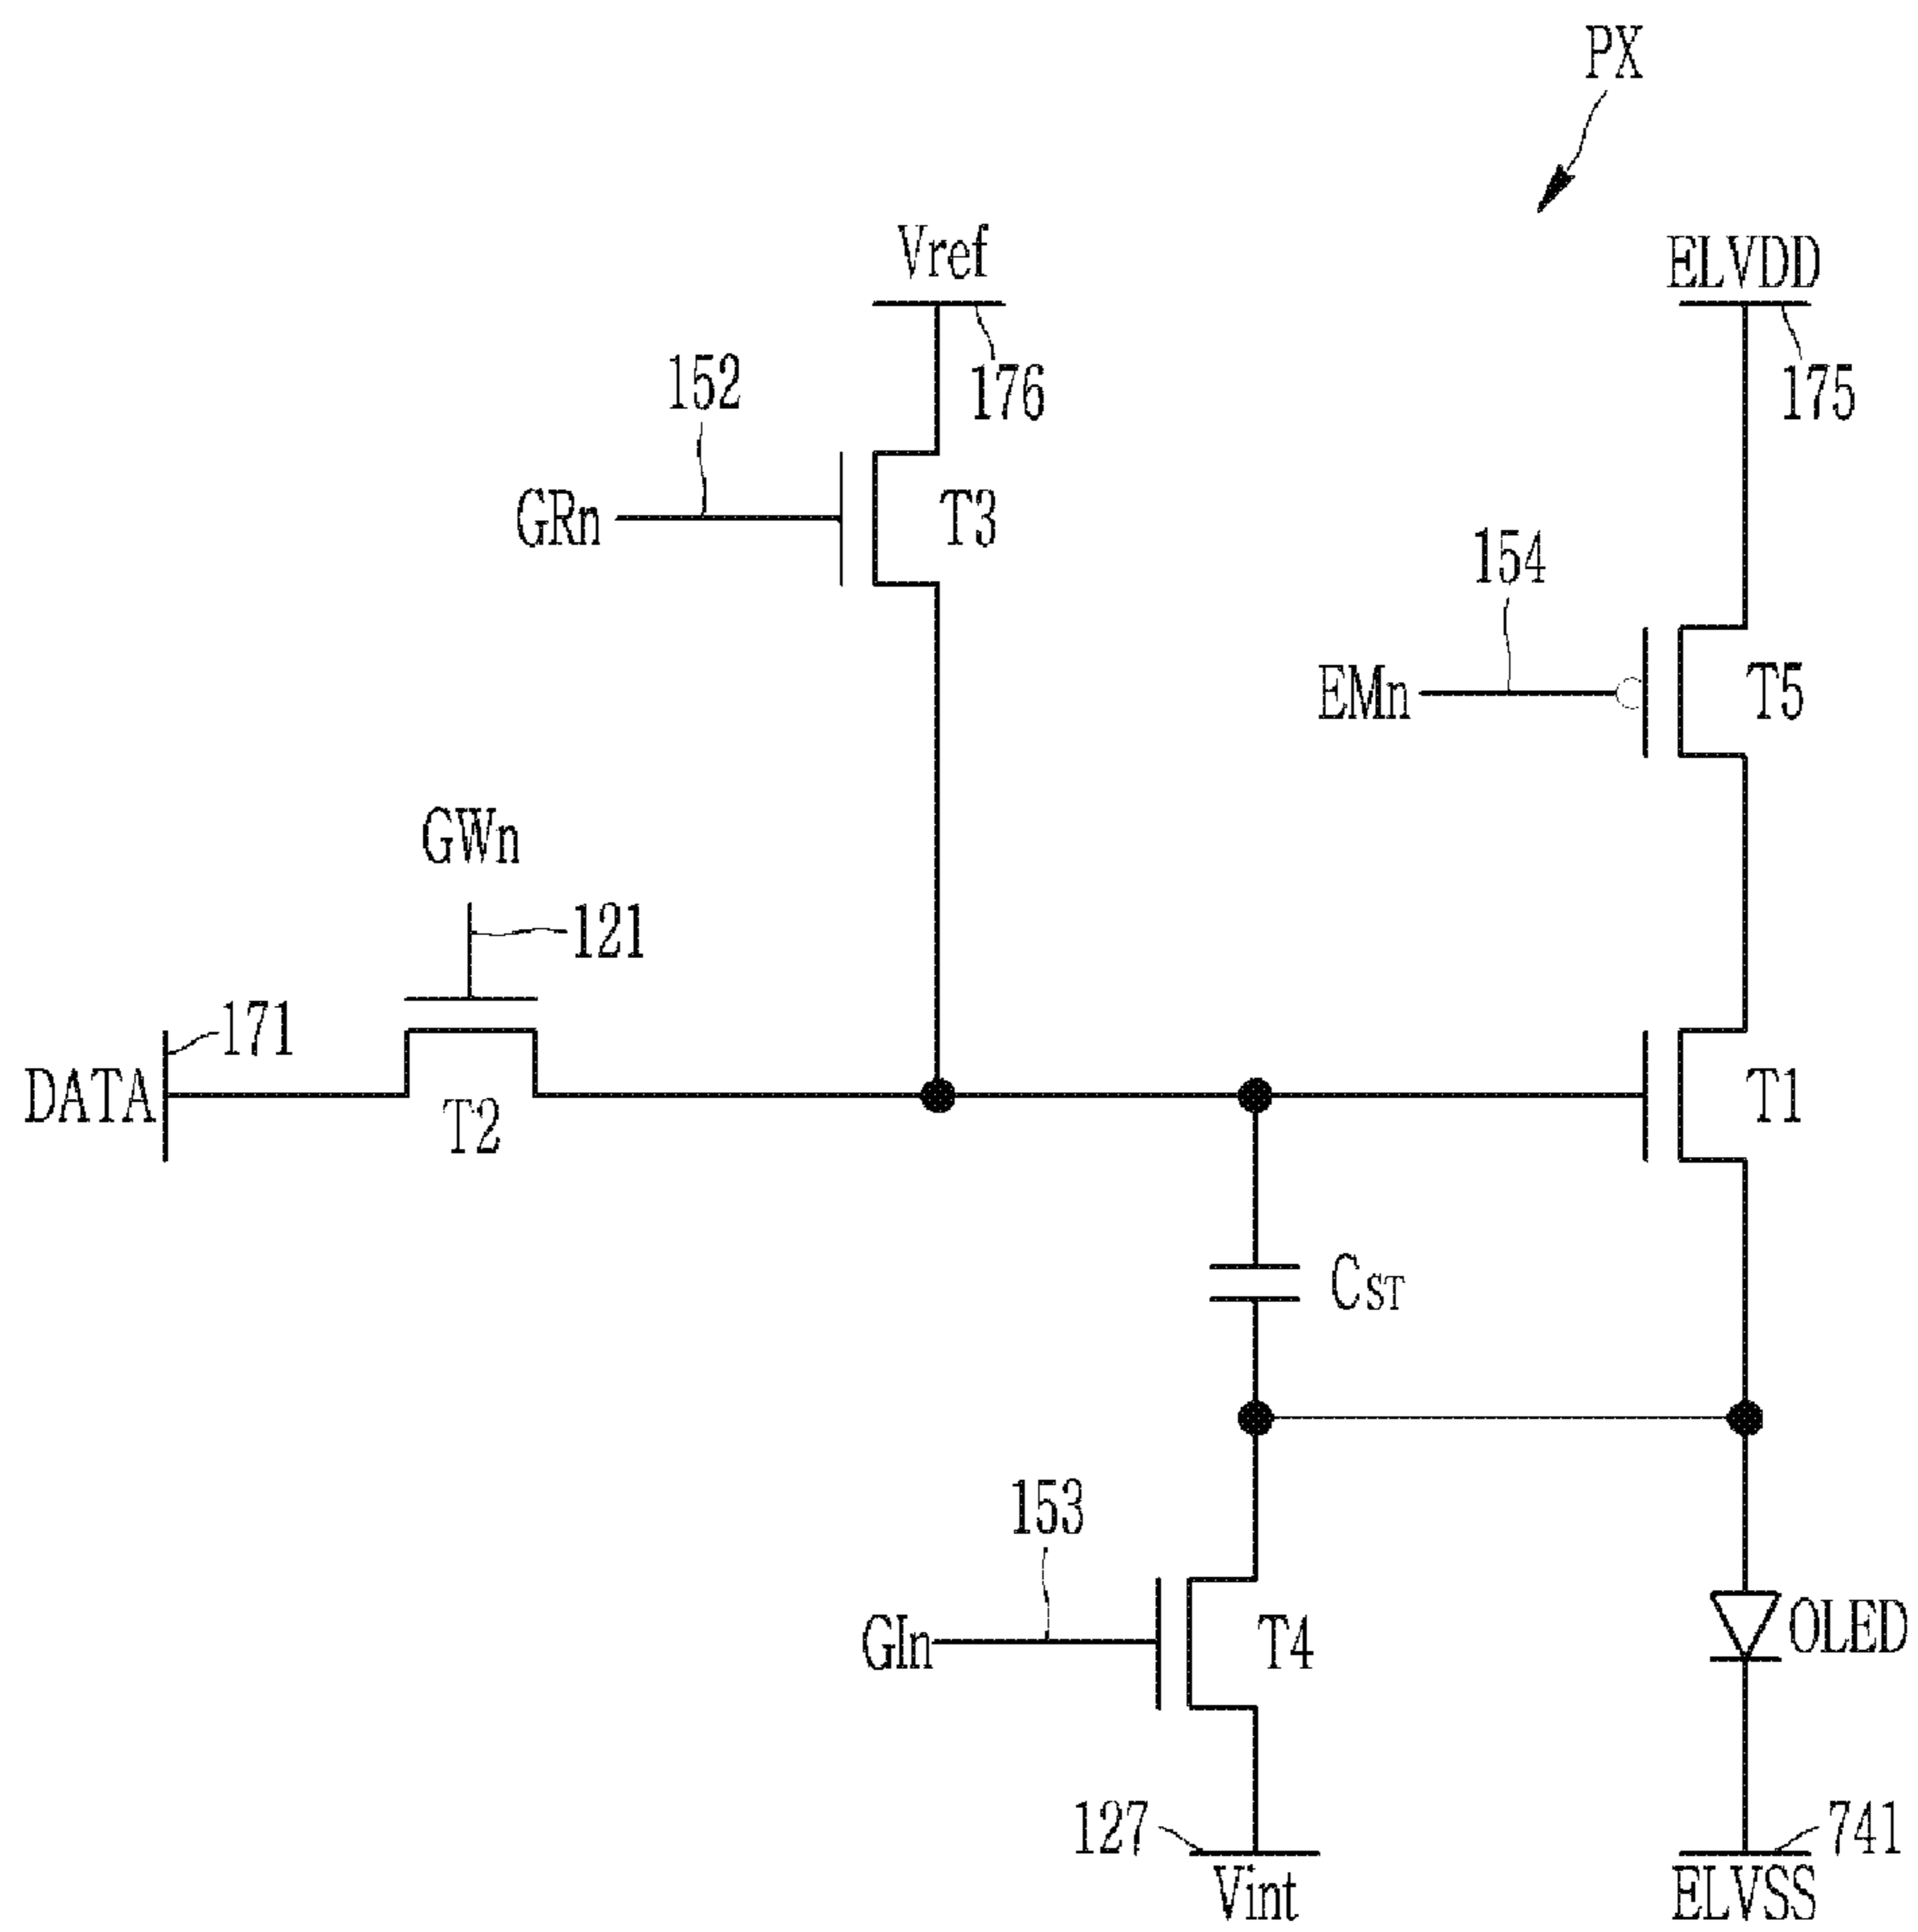 PX
Vref
ELVDD
152
176
175
GRn
T3
154
EMn
T5
GWn
121
171
DATA
T2
T1
CST
153
GIn
T4
OLED
127
741
Vint
ELVSS